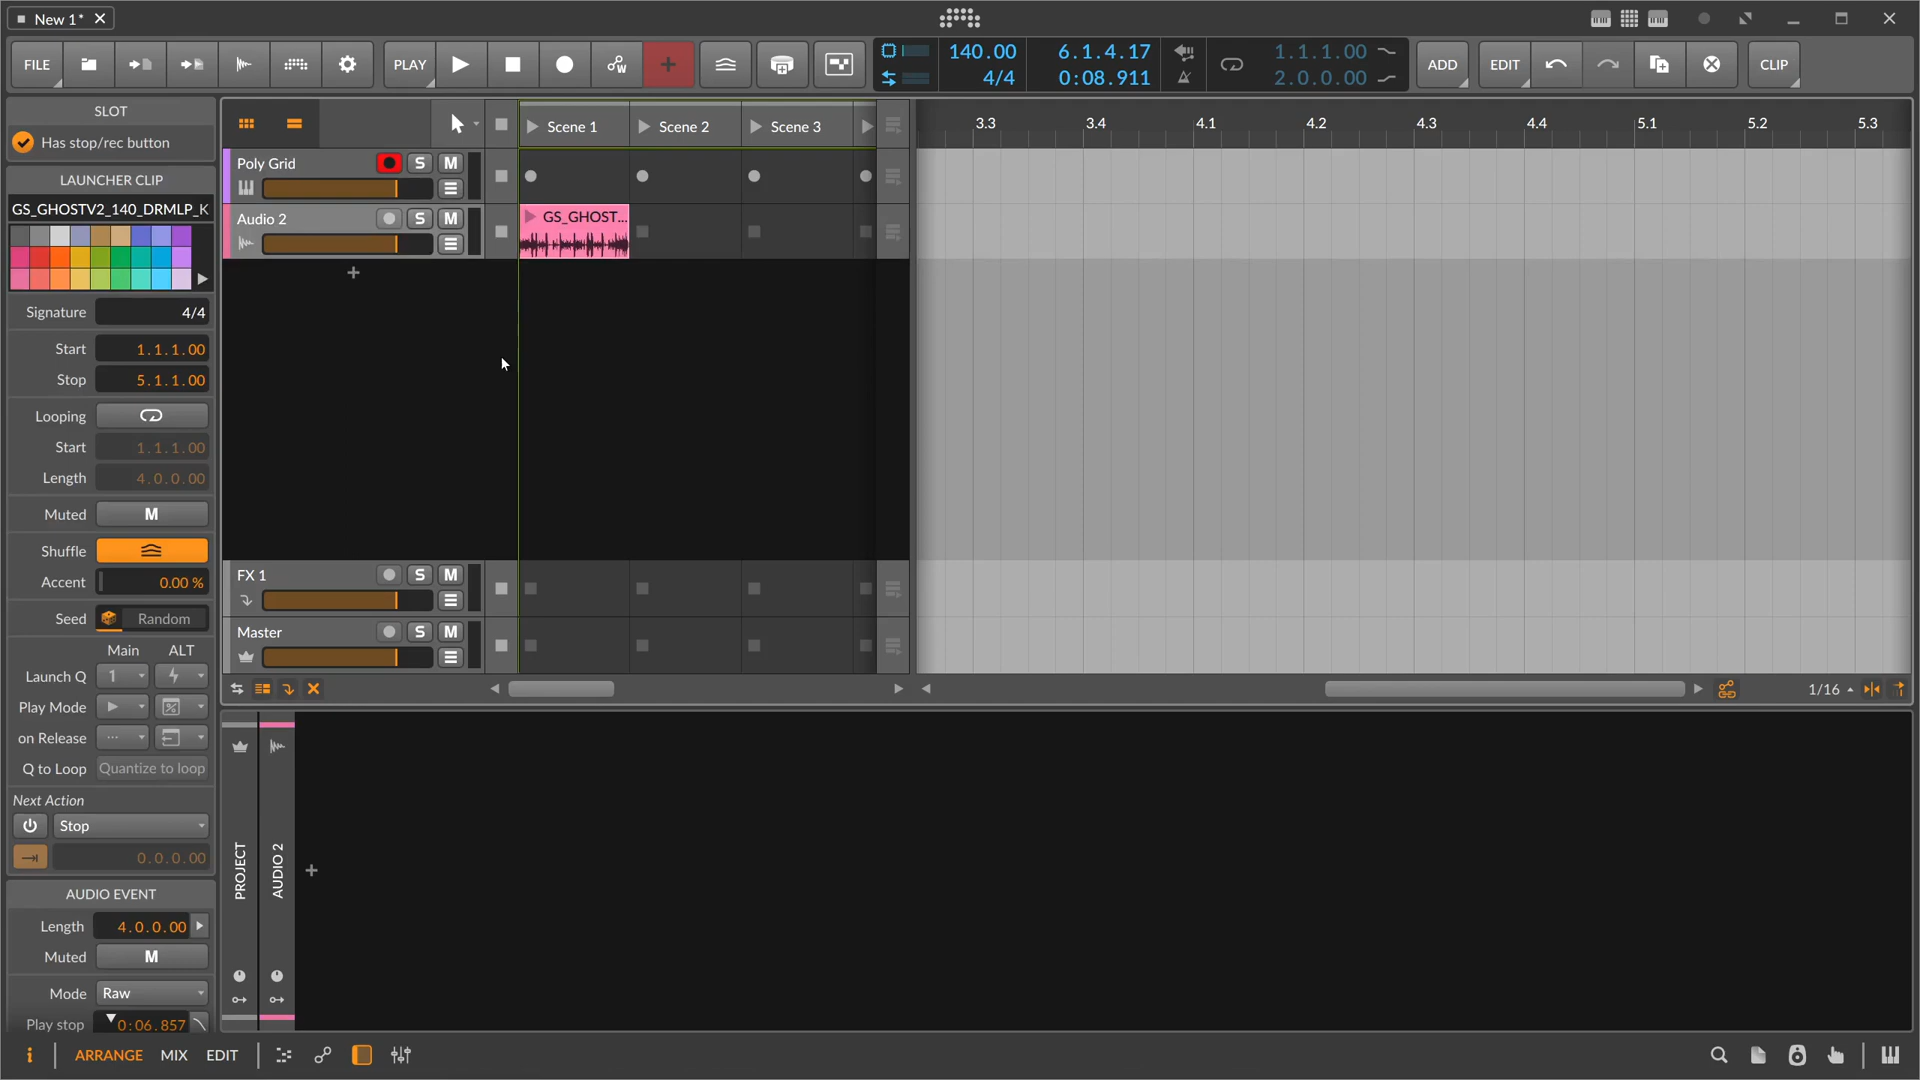 New 1*
FILE
PLAY
140.00
4/4
6.1.4.17
0:08.911
1.1.1.00
2.0.0.00
ADD
EDIT
CLIP
SLOT
Has stop/rec button
LAUNCHER CLIP
GS_GHOSTV2_140_DRMLP_K
Signature 4/4
Start 1.1.1.00
Stop 5.1.1.00
Looping
Start 1.1.1.00
Length 4.0.0.00
Muted M
Shuffle
Accent 0.00 %
Seed Random
Main ALT
Launch Q 1
Play Mode
on Release ...
Q to Loop Quantize to loop
Next Action
Stop
0.0.0.00
AUDIO EVENT
Length 4.0.0.00
Muted M
Mode Raw
Play stop 0:06.857
Scene 1
Scene 2
Scene 3
Poly Grid S M
Audio 2 S M
GS_GHOST...
FX 1 S M
Master S M
3.3 3.4 4.1 4.2 4.3 4.4 5.1 5.2 5.3
1/16
PROJECT
AUDIO 2
i ARRANGE MIX EDIT